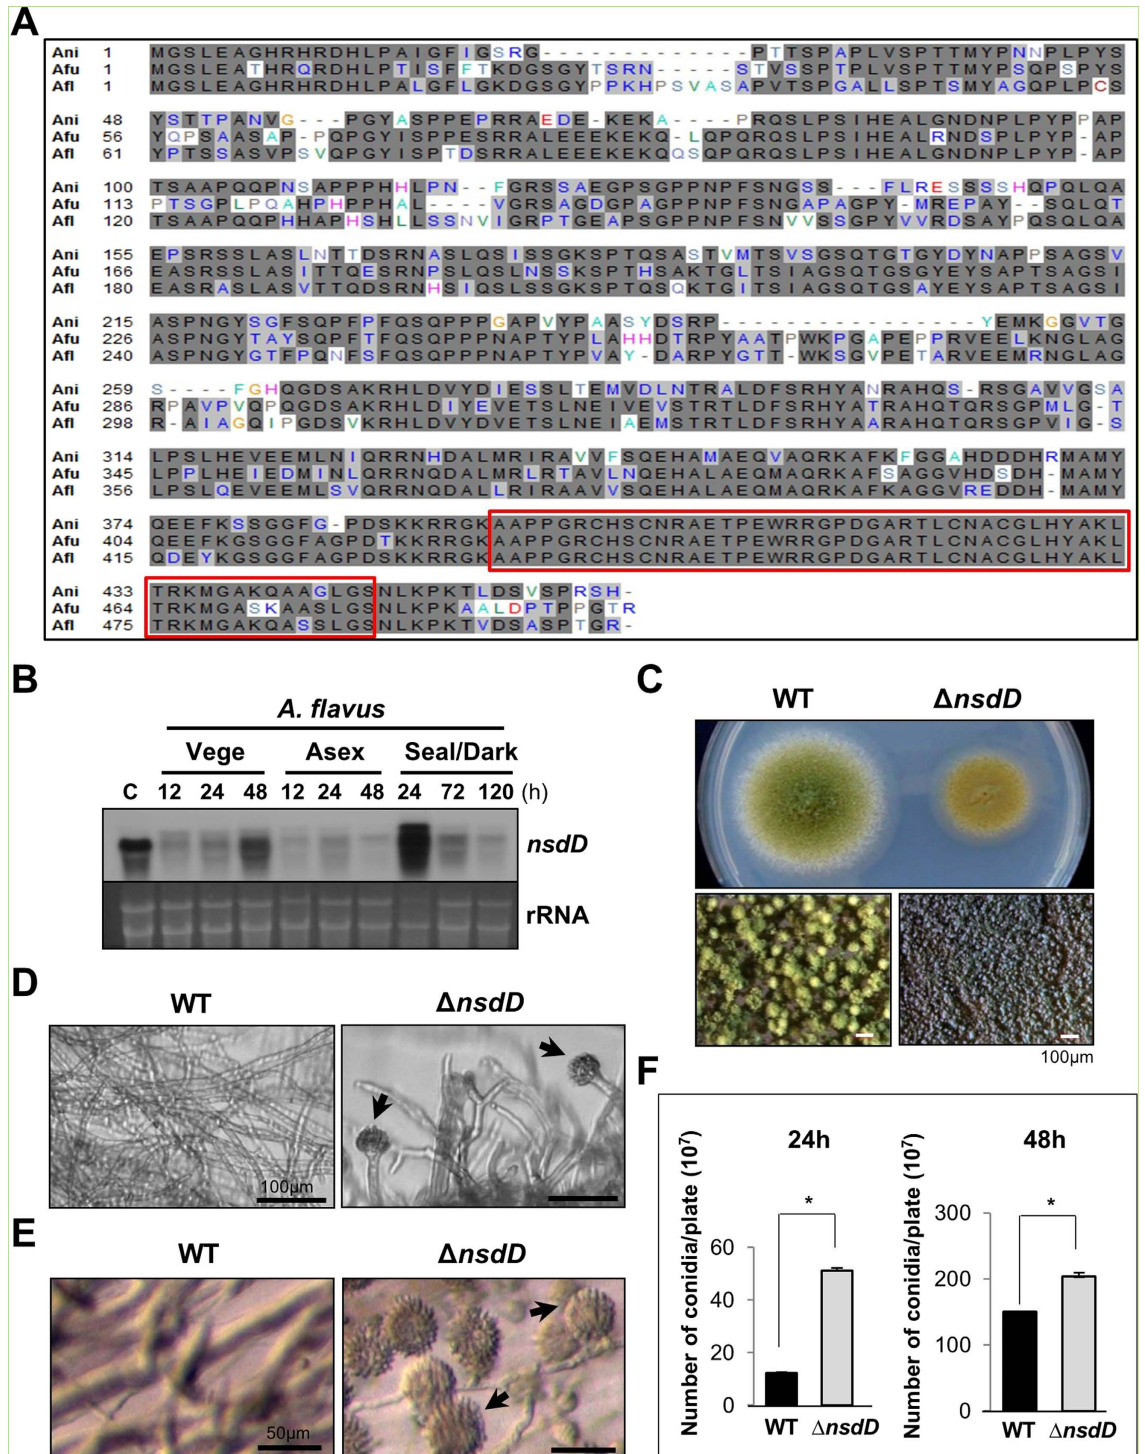 A
Ani 1 MGSLEAGHRHRDHLPAIGFIGSRG-------------PTTSPAPLVSPTTMYPNNPLPYS
Afu 1 MGSLEATHRQRDHLPTISFFTKDGSGYTSRN-----STVSSPTPLVSPTTMYPSQPSPYS
Afl 1 MGSLEAGHRHRDHLPALGFLGKDGSGYPPKHPSVASAPVTSPGALLSPTSMYAGQPLPCS
Ani 48 YSTTPANVG---PGYASPPEPRRAEDE-KEKA----PRQSLPSIHEALGNDNPLPYPPAP
Afu 56 YQPSAASAP-PQPGYISPPESRRALEEEKEKQ-LQPQRQSLPSIHEALRNDSPLPYP-AP
Afl 61 YPTSSASVPSVQPGYISPTDSRRALEEEKEKQQSQPQRQSLPSIHEALGNDNPLPYP-AP
Ani 100 TSAAPQQPNSAPPPHHLPN--FGRSSAEGPSGPPNPFSNGSS---FLRESSSSHQPQLQA
Afu 113 PTSGPLPQAHPHPPHAL----VGRSAGDGPAGPPNPFSNGAPAGPY-MREPAY--SQLQT
Afl 120 TSAAPQQPHHAPHSHLLSSNVIGRPTGEAPSGPPNPFSNVVSSGPYVVRDSAYPQSQLQA
Ani 155 EPSRSSLASLNTTDSRNASLQSISSGKSPTQSASTVMTSVSGQTGTGYDYNAPPSAGSV
Afu 166 EASRSSLASITTQESRNPSLQSLNSSKSPTHSAKTGLTSIAGSQTGSGYEYSAPTSAGSI
Afl 180 EASRASLASVTTQDSRNHSIQSLSSGKSPTQSQKTGITSIAGSQTGSAYEYSAPTSAGSI
Ani 215 ASPNGYSGFSQPFPFQSQPPPGAPVYPAASYDSRP----------------YEMKGGVTG
Afu 226 ASPNGYTAYSQPFTFQSQPPPNAPTYPLAHHDTRPYAATPWKPGAPEPPRVEELKNGLAG
Afl 240 ASPNGYGTFPQNFSFQSQPPPNAPTYPVAY-DARPYGTT-WKSGVPETARVEEMRNGLAG
Ani 259 S----FGHQGDSAKRHLDVYDIESSLTEMVDLNTRALDFSRHYANRAHQS-RSGAVVGSA
Afu 286 RPAVPVQPQGDSAKRHLDIYEVETSLNEIVEVSTRTLDFSRHYATRAHQTQRSGPMLG-T
Afl 298 R-AIAGQIPGDSVKRHLDVYDVETSLNEIAEMSTRTLDFSRHYAARAHQTQRSGPVIG-S
Ani 314 LPSLHEVEEMLNIQRRNHDALMRIRAVVFSQEHAMAEQVAQRKAFKFGGAHDDDHRMAMY
Afu 345 LPPLHEIEDMINLQRRNQDALMRLRTAVLNQEHALAEQMAQRKAFSAGGVHDSDH-MAMY
Afl 356 LPSLQEVEEMLSVQRRNQDALLRIRAAVVSQEHALAEQMAQRKAFKAGGVREDDH-MAMY
Ani 374 QEEFKSSGGFG-PDSKKRRGKAAPPGRCHSCNRAETPEWRRGPDGARTLCNACGLHYAKL
Afu 404 QEEFKGSGGFAGPDTKKRRGKAAPPGRCHSCNRAETPEWRRGPDGARTLCNACGLHYAKL
Afl 415 QDEYKGSGGFAGPDSKKRRGKAAPPGRCHSCNRAETPEWRRGPDGARTLCNACGLHYAKL
Ani 433 TRKMGAKQAAGLGSNLKPKTLDSVSPRSH-
Afu 464 TRKMGASKAASLGSNLKPKAALDPTPPGTR
Afl 475 TRKMGAKQASSLGSNLKPKTVDSASPTGR-
B
A. flavus
Vege Asex Seal/Dark
C 12 24 48 12 24 48 24 72 120 (h)
nsdD
rRNA
C
WT ΔnsdD
100μm
D
WT ΔnsdD
100μm
E
WT ΔnsdD
50μm
F
24h
Number of conidia/plate (10⁷)
60
40
20
0
*
WT ΔnsdD
48h
Number of conidia/plate (10⁷)
300
200
100
0
*
WT ΔnsdD